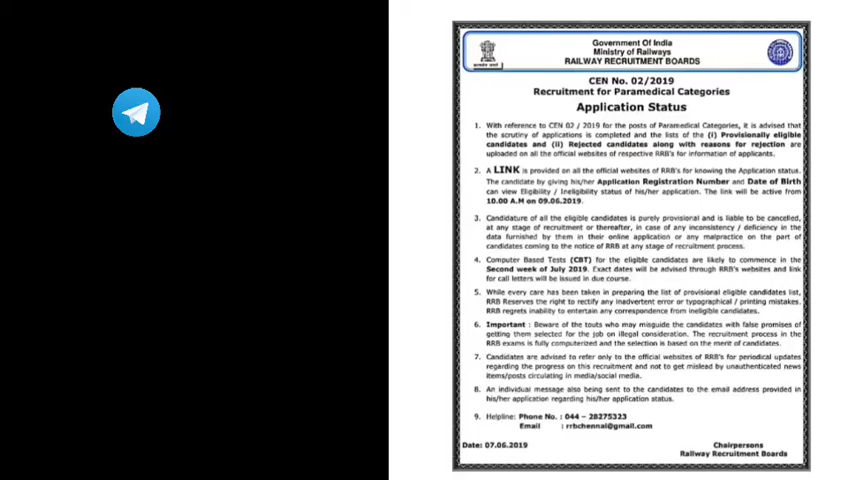 Government Of India
Ministry of Railways
RAILWAY RECRUITMENT BOARDS
CEN No. 02/2019
Recruitment for Paramedical Categories
Application Status
1. With reference to CEN 02 / 2019 for the posts of Paramedical Categories, it is advised that
the scrutiny of applications is completed and the lists of the (i) Provisionally eligible
candidates and (ii) Rejected candidates along with reasons for rejection are
uploaded on all the official websites of respective RRB's for information of applicants.
2. A LINK is provided on all the official websites of RRB's for knowing the Application status.
The candidate by giving his/her Application Registration Number and Date of Birth
can view Eligibility / Ineligibility status of his/her application. The link will be active from
10.00 A.M on 09.06.2019.
3. Candidature of all the eligible candidates is purely provisional and is liable to be cancelled,
at any stage of recruitment or thereafter, in case of any inconsistency / deficiency in the
data furnished by them in their online application or any malpractice on the part of
candidates coming to the notice of RRB at any stage of recruitment process.
4. Computer Based Tests (CBT) for the eligible candidates are likely to commence in the
Second week of July 2019. Exact dates will be advised through RRB's websites and link
for call letters will be issued in due course.
5. While every care has been taken in preparing the list of provisional eligible candidates list,
RRB Reserves the right to rectify any inadvertent error or typographical / printing mistakes.
RRB regrets inability to entertain any correspondence from ineligible candidates.
6. Important : Beware of the touts who may misguide the candidates with false promises of
getting them selected for the job on illegal consideration. The recruitment process in the
RRB exams is fully computerized and the selection is based on the merit of candidates.
7. Candidates are advised to refer only to the official websites of RRB's for periodical updates
regarding the progress on this recruitment and not to get mislead by unauthenticated news
items/posts circulating in media/social media.
8. An individual message also being sent to the candidates to the email address provided in
his/her application regarding his/her application status.
9. Helpline: Phone No. : 044 – 28275323
Email : rrbchennai@gmail.com
Date: 07.06.2019
Chairpersons
Railway Recruitment Boards